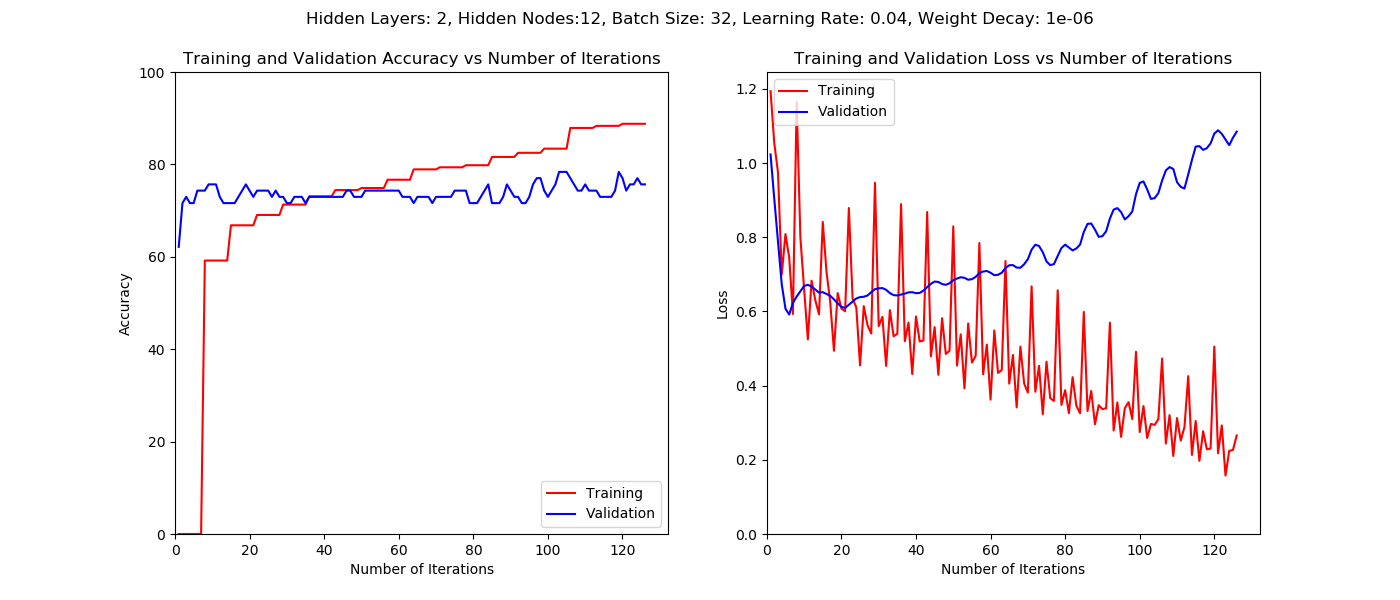 Hidden Layers: 2, Hidden Nodes:12, Batch Size: 32, Learning Rate: 0.04, Weight Decay: 1e-06
Training and Validation Accuracy vs Number of Iterations
100
80
60
40
20
0
Accuracy
0 20 40 60 80 100 120
Number of Iterations
Training
Validation
Training and Validation Loss vs Number of Iterations
1.2
1.0
0.8
0.6
0.4
0.2
0.0
Loss
0 20 40 60 80 100 120
Number of Iterations
Training
Validation